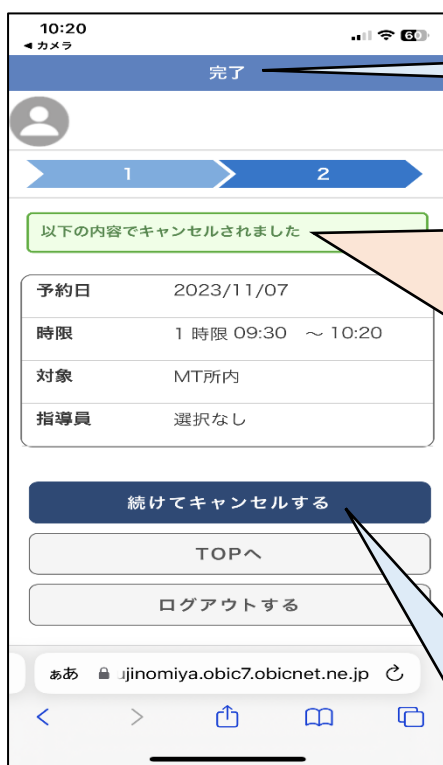 10:20
◀ カメラ
60
完了
1 2
以下の内容でキャンセルされました
予約日 2023/11/07
時限 1 時限 09:30 ～ 10:20
対象 MT所内
指導員 選択なし
続けてキャンセルする
TOPへ
ログアウトする
ぁあ ujinomiya.obic7.obicnet.ne.jp